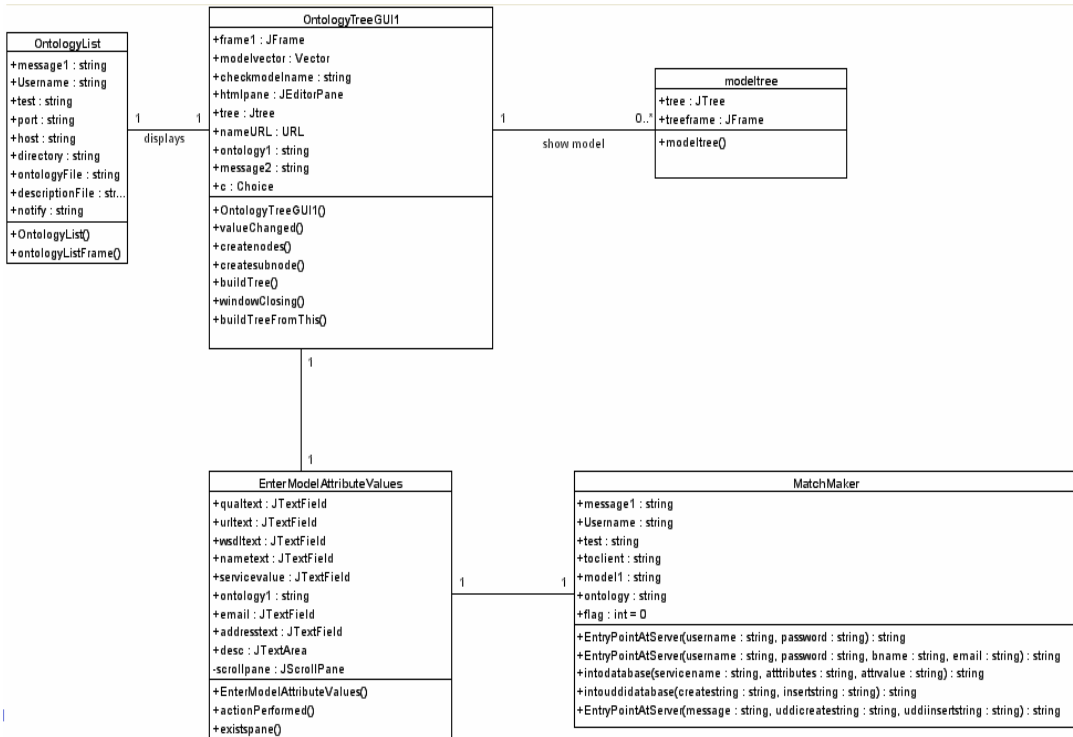 OntologyList
+message1 : string
+Username : string
+test : string
+port : string
+host : string
+directory : string
+ontologyFile : string
+descriptionFile : str...
+notify : string
+OntologyList()
+ontologyListFrame()
1
1
displays
OntologyTreeGUI1
+frame1 : JFrame
+modelvector : Vector
+checkmodelname : string
+htmlpane : JEditorPane
+tree : Jtree
+nameURL : URL
+ontology1 : string
+message2 : string
+c : Choice
+OntologyTreeGUI1()
+valueChanged()
+createnodes()
+createsubnode()
+buildTree()
+windowClosing()
+buildTreeFromThis()
1
0..*
show model
modeltree
+tree : JTree
+treeframe : JFrame
+modeltree()
1
1
EnterModelAttributeValues
+qualtext : JTextField
+urltext : JTextField
+wsdltext : JTextField
+nametext : JTextField
+servicevalue : JTextField
+ontology1 : string
+email : JTextField
+addresstext : JTextField
+desc : JTextArea
-scrollpane : JScrollPane
+EnterModelAttributeValues()
+actionPerformed()
+existspane()
1
1
MatchMaker
+message1 : string
+Username : string
+test : string
+toclient : string
+model1 : string
+ontology : string
+flag : int = 0
+EntryPointAtServer(username : string, password : string) : string
+EntryPointAtServer(username : string, password : string, bname : string, email : string) : string
+intodatabase(servicename : string, atttributes : string, attrvalue : string) : string
+intouddidatabase(createstring : string, insertstring : string) : string
+EntryPointAtServer(message : string, uddicreatestring : string, uddiinsertstring : string) : string